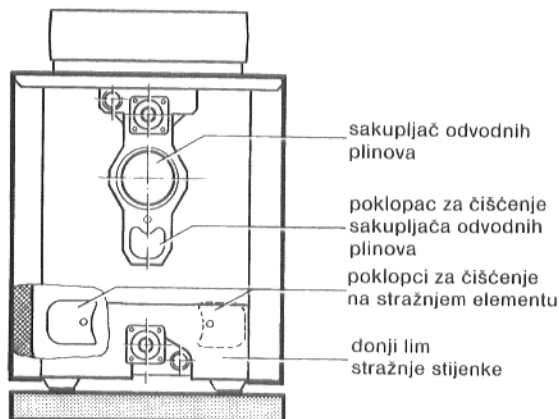 sakupljač odvodnih
plinova
poklopac za čišćenje
sakupljača odvodnih
plinova
poklopci za čišćenje
na stražnjem elementu
donji lim
stražnje stijenke